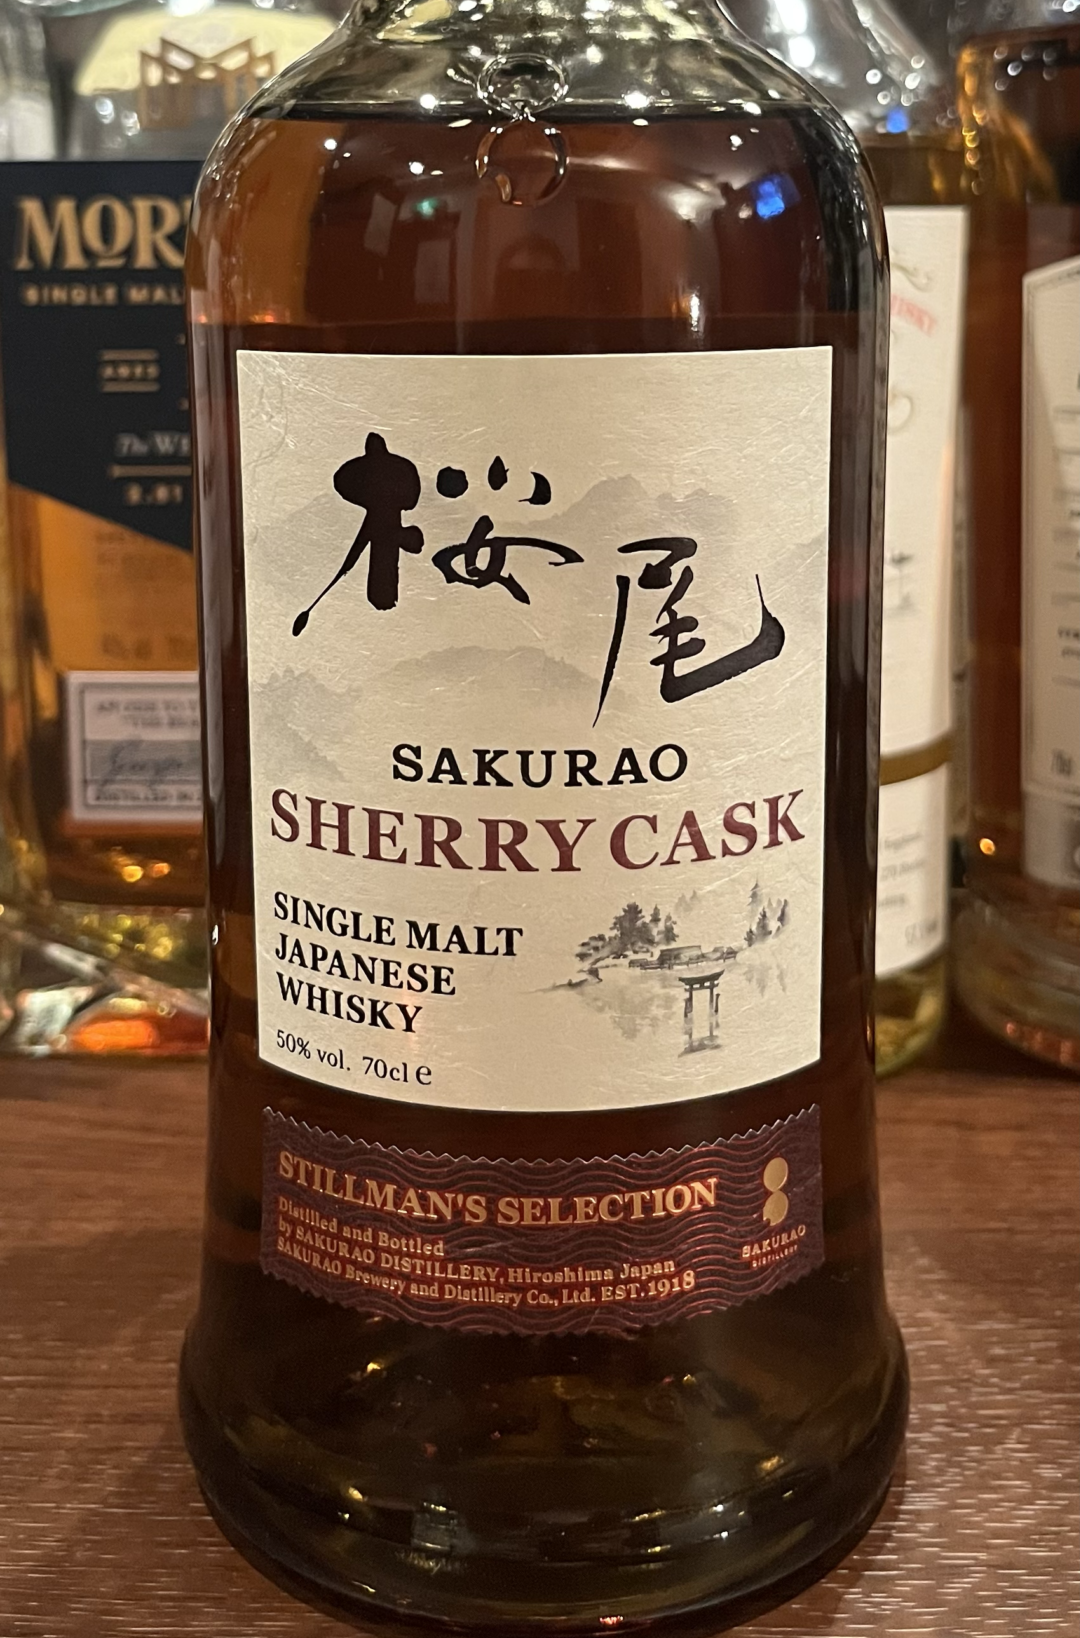 桜尾
SAKURAO
SHERRY CASK
SINGLE MALT
JAPANESE
WHISKY
50% vol. 70cl e
STILLMAN'S SELECTION
Distilled and Bottled
by SAKURAO DISTILLERY, Hiroshima Japan
SAKURAO Brewery and Distillery Co., Ltd. EST. 1918
SAKURAO
DISTILLERY
MOR
SINGLE MAL